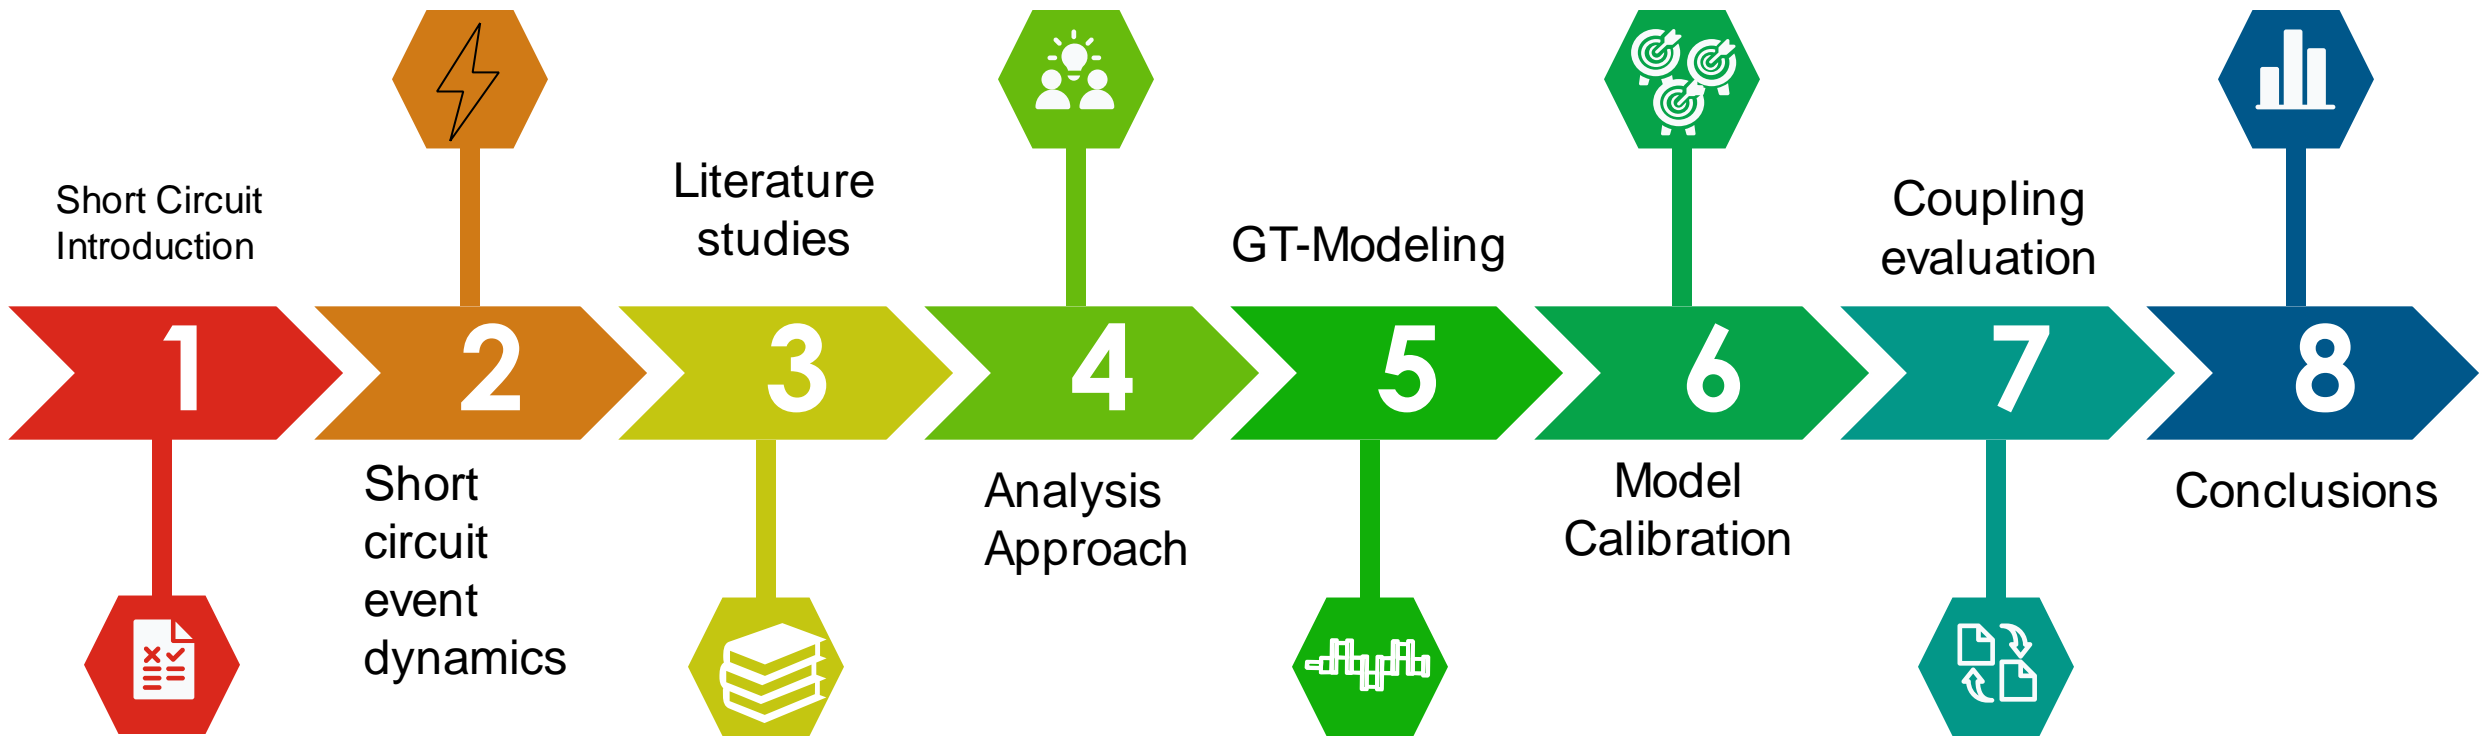 Short Circuit
Introduction
1
2
Short
circuit
event
dynamics
Literature
studies
3
4
Analysis
Approach
GT-Modeling
5
6
Model
Calibration
Coupling
evaluation
7
8
Conclusions